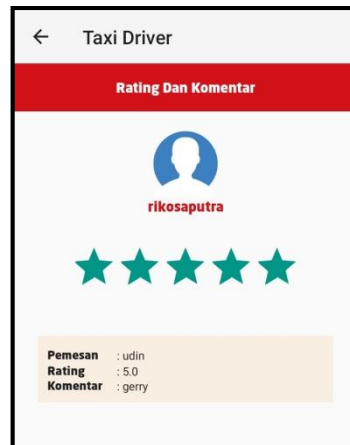 Taxi Driver
Rating Dan Komentar
rikosaputra
Pemesan : udin
Rating : 5.0
Komentar : gerry